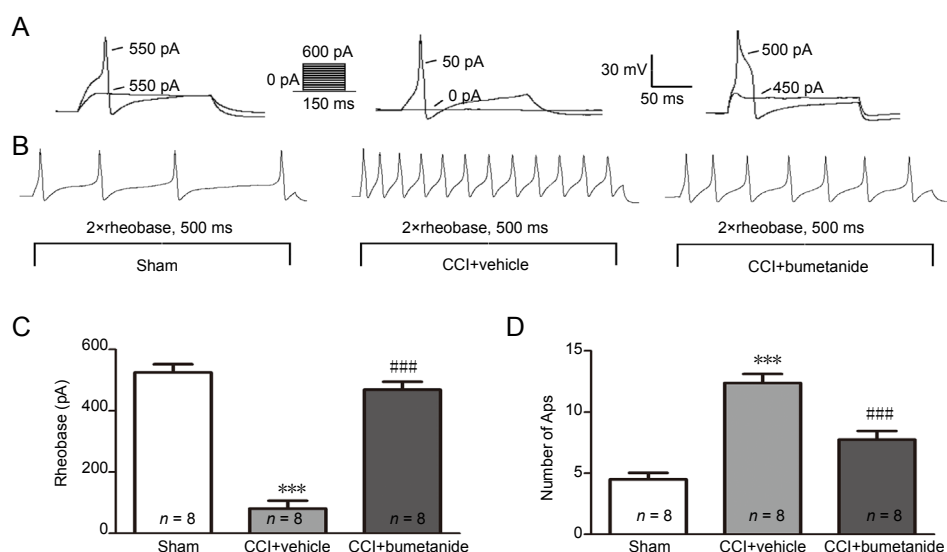 A
550 pA
550 pA
600 pA
0 pA
150 ms
50 pA
0 pA
30 mV
50 ms
500 pA
450 pA
B
2×rheobase, 500 ms
2×rheobase, 500 ms
2×rheobase, 500 ms
Sham
CCI+vehicle
CCI+bumetanide
C
Rheobase (pA)
600
400
200
0
***
###
n = 8
n = 8
n = 8
Sham
CCI+vehicle
CCI+bumetanide
D
Number of Aps
15
10
5
0
***
###
n = 8
n = 8
n = 8
Sham
CCI+vehicle
CCI+bumetanide